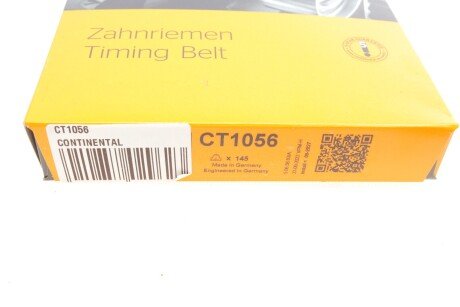 Zahnriemen
Timing Belt
CT1056
CONTINENTAL
CT1056
x 145
Made in Germany
Engineered in Germany